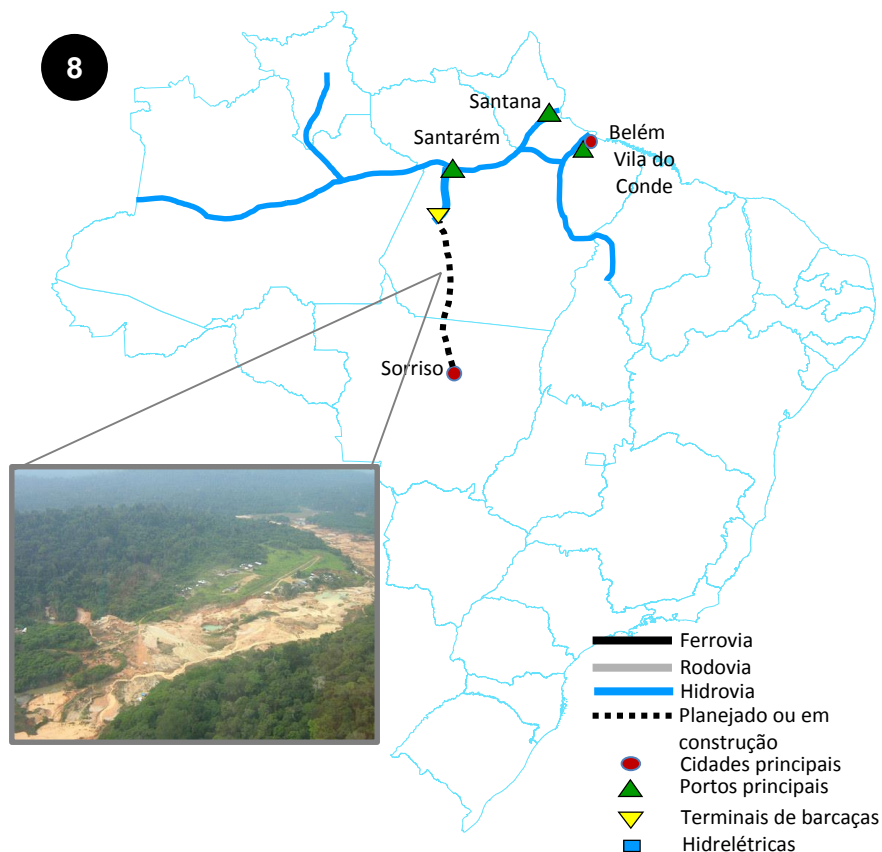 8
Santana
Santarém
Belém
Vila do
Conde
Sorriso
Ferrovia
Rodovia
Hidrovia
Planejado ou em
construção
Cidades principais
Portos principais
Terminais de barcaças
Hidrelétricas